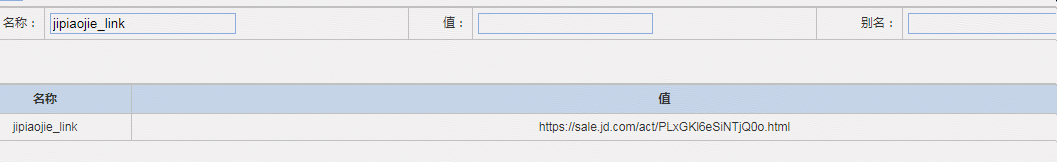 名称： jipiaojie_link 值： 别名：
名称 值
jipiaojie_link https://sale.jd.com/act/PLxGKl6eSiNTjQ0o.html